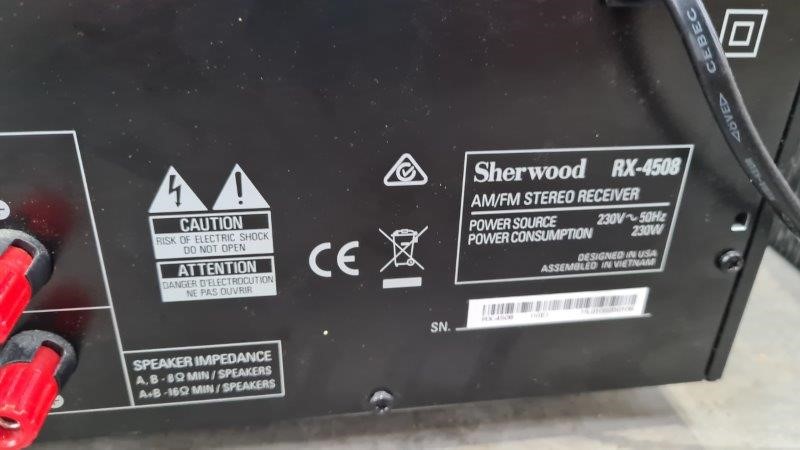 CEBEC
Sherwood RX-4508
AM/FM STEREO RECEIVER
POWER SOURCE 230V ~ 50Hz
POWER CONSUMPTION 230W
DESIGNED IN USA
ASSEMBLED IN VIETNAM
CAUTION
RISK OF ELECTRIC SHOCK
DO NOT OPEN
ATTENTION
DANGER D'ELECTROCUTION
NE PAS OUVRIR
CE
SN.
RX-4508
SPEAKER IMPEDANCE
A, B - 8Ω MIN / SPEAKERS
A+B - 16Ω MIN / SPEAKERS